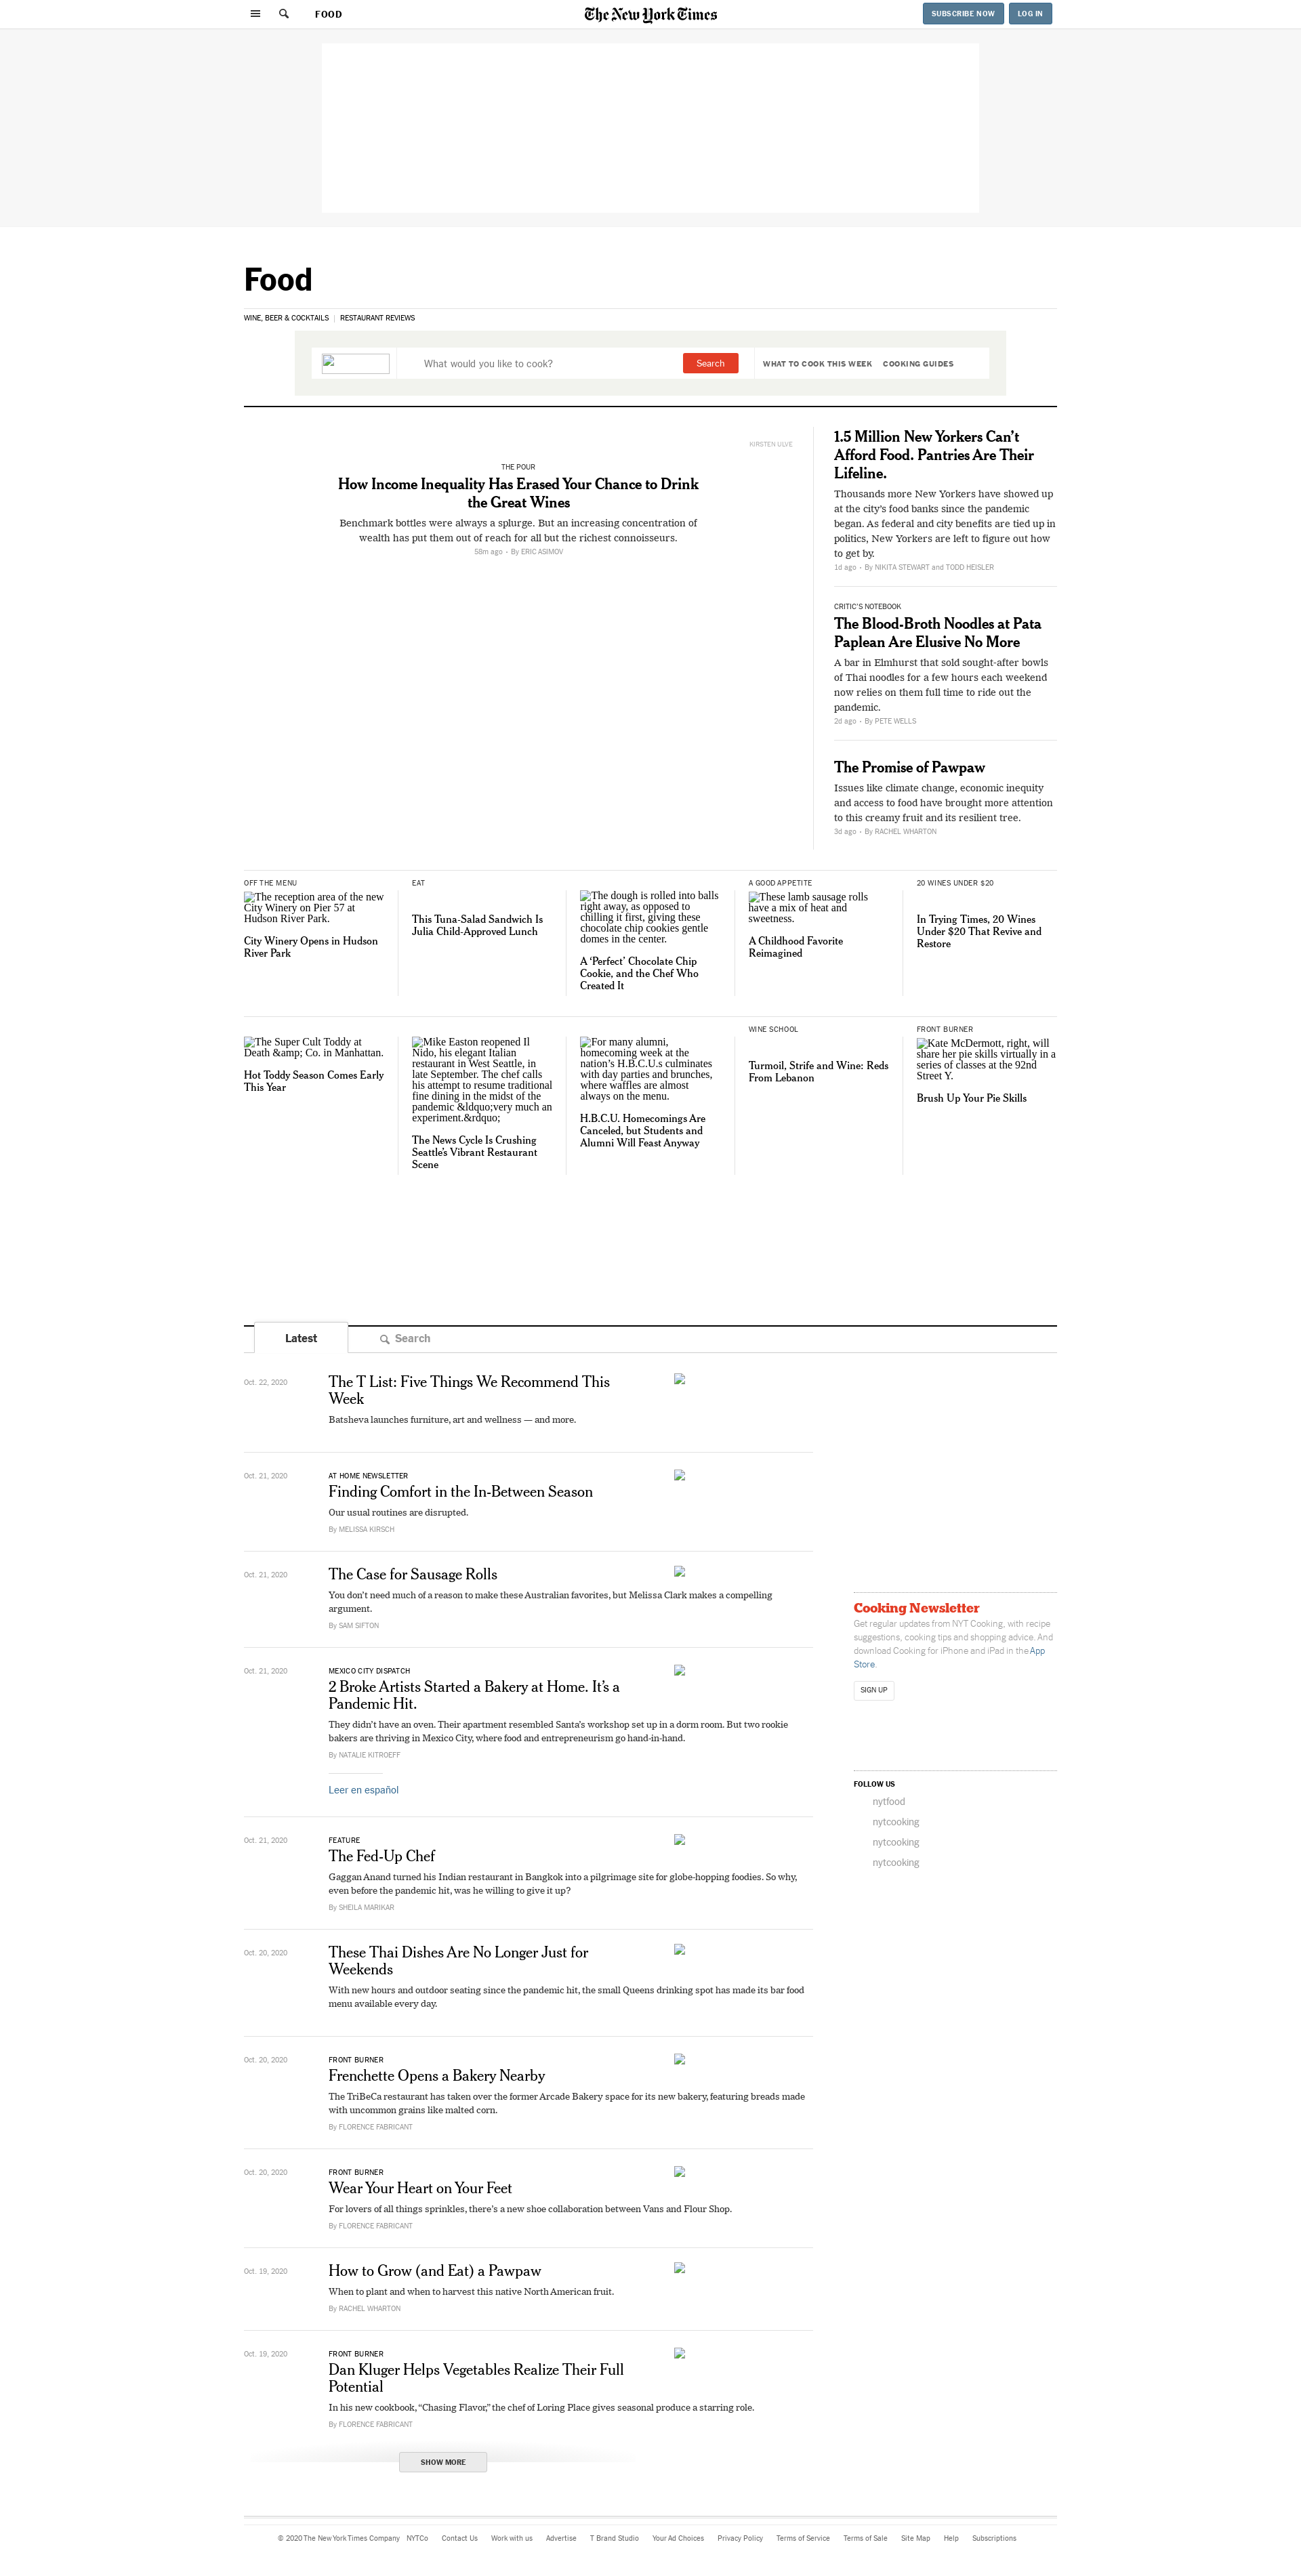 FOOD
The New York Times
SUBSCRIBE NOW
LOG IN
Food
WINE, BEER & COCKTAILS | RESTAURANT REVIEWS
What would you like to cook?
Search
WHAT TO COOK THIS WEEK
COOKING GUIDES
KIRSTEN ULVE
THE POUR
How Income Inequality Has Erased Your Chance to Drink
the Great Wines
Benchmark bottles were always a splurge. But an increasing concentration of
wealth has put them out of reach for all but the richest connoisseurs.
58m ago • By ERIC ASIMOV
1.5 Million New Yorkers Can’t
Afford Food. Pantries Are Their
Lifeline.
Thousands more New Yorkers have showed up
at the city’s food banks since the pandemic
began. As federal and city benefits are tied up in
politics, New Yorkers are left to figure out how
to get by.
1d ago • By NIKITA STEWART and TODD HEISLER
CRITIC’S NOTEBOOK
The Blood-Broth Noodles at Pata
Paplean Are Elusive No More
A bar in Elmhurst that sold sought-after bowls
of Thai noodles for a few hours each weekend
now relies on them full time to ride out the
pandemic.
2d ago • By PETE WELLS
The Promise of Pawpaw
Issues like climate change, economic inequity
and access to food have brought more attention
to this creamy fruit and its resilient tree.
3d ago • By RACHEL WHARTON
OFF THE MENU
The reception area of the new
City Winery on Pier 57 at
Hudson River Park.
City Winery Opens in Hudson
River Park
EAT
This Tuna-Salad Sandwich Is
Julia Child-Approved Lunch
The dough is rolled into balls
right away, as opposed to
chilling it first, giving these
chocolate chip cookies gentle
domes in the center.
A ‘Perfect’ Chocolate Chip
Cookie, and the Chef Who
Created It
A GOOD APPETITE
These lamb sausage rolls
have a mix of heat and
sweetness.
A Childhood Favorite
Reimagined
20 WINES UNDER $20
In Trying Times, 20 Wines
Under $20 That Revive and
Restore
The Super Cult Toddy at
Death &amp; Co. in Manhattan.
Hot Toddy Season Comes Early
This Year
Mike Easton reopened Il
Nido, his elegant Italian
restaurant in West Seattle, in
late September. The chef calls
his attempt to resume traditional
fine dining in the midst of the
pandemic &ldquo;very much an
experiment.&rdquo;
The News Cycle Is Crushing
Seattle’s Vibrant Restaurant
Scene
For many alumni,
homecoming week at the
nation’s H.B.C.U.s culminates
with day parties and brunches,
where waffles are almost
always on the menu.
H.B.C.U. Homecomings Are
Canceled, but Students and
Alumni Will Feast Anyway
WINE SCHOOL
Turmoil, Strife and Wine: Reds
From Lebanon
FRONT BURNER
Kate McDermott, right, will
share her pie skills virtually in a
series of classes at the 92nd
Street Y.
Brush Up Your Pie Skills
Latest
Search
Oct. 22, 2020
The T List: Five Things We Recommend This
Week
Batsheva launches furniture, art and wellness — and more.
Oct. 21, 2020
AT HOME NEWSLETTER
Finding Comfort in the In-Between Season
Our usual routines are disrupted.
By MELISSA KIRSCH
Oct. 21, 2020
The Case for Sausage Rolls
You don’t need much of a reason to make these Australian favorites, but Melissa Clark makes a compelling
argument.
By SAM SIFTON
Oct. 21, 2020
MEXICO CITY DISPATCH
2 Broke Artists Started a Bakery at Home. It’s a
Pandemic Hit.
They didn’t have an oven. Their apartment resembled Santa’s workshop set up in a dorm room. But two rookie
bakers are thriving in Mexico City, where food and entrepreneurism go hand-in-hand.
By NATALIE KITROEFF
Leer en español
Oct. 21, 2020
FEATURE
The Fed-Up Chef
Gaggan Anand turned his Indian restaurant in Bangkok into a pilgrimage site for globe-hopping foodies. So why,
even before the pandemic hit, was he willing to give it up?
By SHEILA MARIKAR
Oct. 20, 2020
These Thai Dishes Are No Longer Just for
Weekends
With new hours and outdoor seating since the pandemic hit, the small Queens drinking spot has made its bar food
menu available every day.
Oct. 20, 2020
FRONT BURNER
Frenchette Opens a Bakery Nearby
The TriBeCa restaurant has taken over the former Arcade Bakery space for its new bakery, featuring breads made
with uncommon grains like malted corn.
By FLORENCE FABRICANT
Oct. 20, 2020
FRONT BURNER
Wear Your Heart on Your Feet
For lovers of all things sprinkles, there’s a new shoe collaboration between Vans and Flour Shop.
By FLORENCE FABRICANT
Oct. 19, 2020
How to Grow (and Eat) a Pawpaw
When to plant and when to harvest this native North American fruit.
By RACHEL WHARTON
Oct. 19, 2020
FRONT BURNER
Dan Kluger Helps Vegetables Realize Their Full
Potential
In his new cookbook, “Chasing Flavor,” the chef of Loring Place gives seasonal produce a starring role.
By FLORENCE FABRICANT
SHOW MORE
Cooking Newsletter
Get regular updates from NYT Cooking, with recipe
suggestions, cooking tips and shopping advice. And
download Cooking for iPhone and iPad in the App
Store.
SIGN UP
FOLLOW US
nytfood
nytcooking
nytcooking
nytcooking
© 2020 The New York Times Company NYTCo Contact Us Work with us Advertise T Brand Studio Your Ad Choices Privacy Policy Terms of Service Terms of Sale Site Map Help Subscriptions